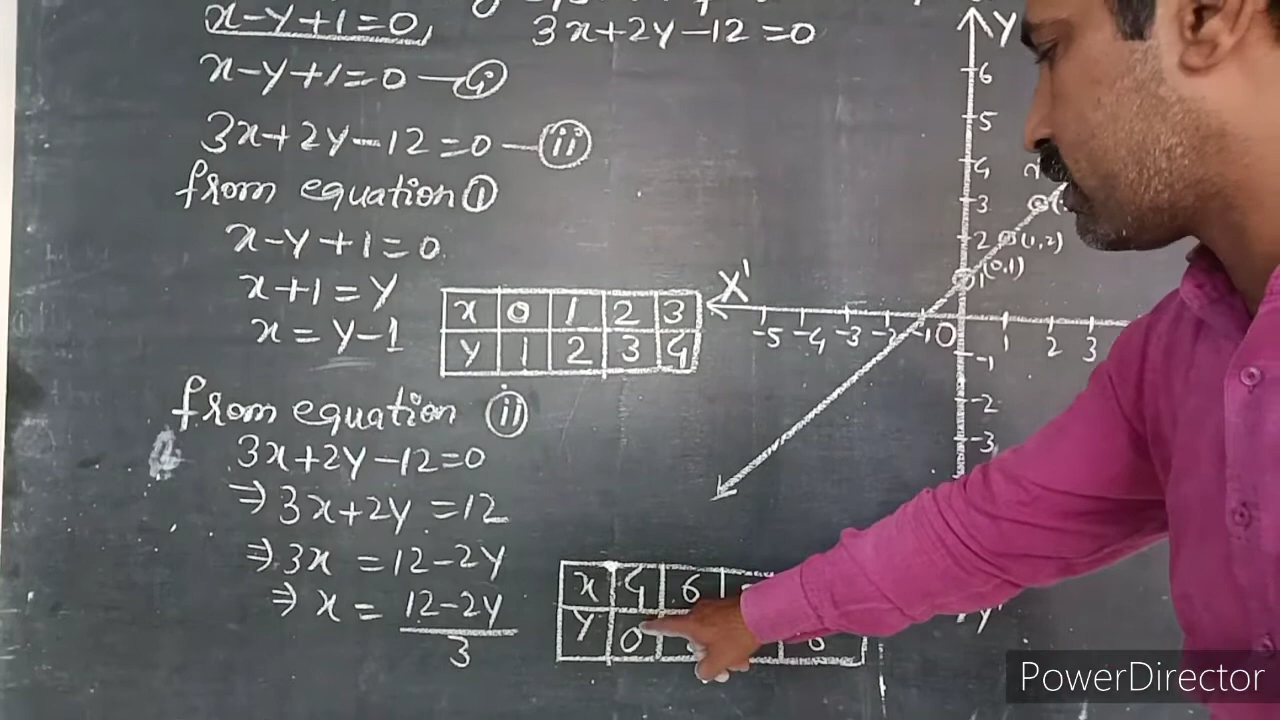 x-y+1=0, 3x+2y-12=0
x-y+1=0 — (i)
3x+2y-12=0 — (ii)
from equation (i)
x-y+1=0
x+1=y
x=y-1
x 0 1 2 3
y 1 2 3 4
from equation (ii)
3x+2y-12=0
⇒ 3x+2y=12
⇒ 3x = 12-2y
⇒ x = 12-2y
3
x 4 6
y 0
Y
6
5
4
3
2 (1,2)
1 (0,1)
X'
-5 -4 -3 -2 -1 0 1 2 3
-1
-2
-3
PowerDirector